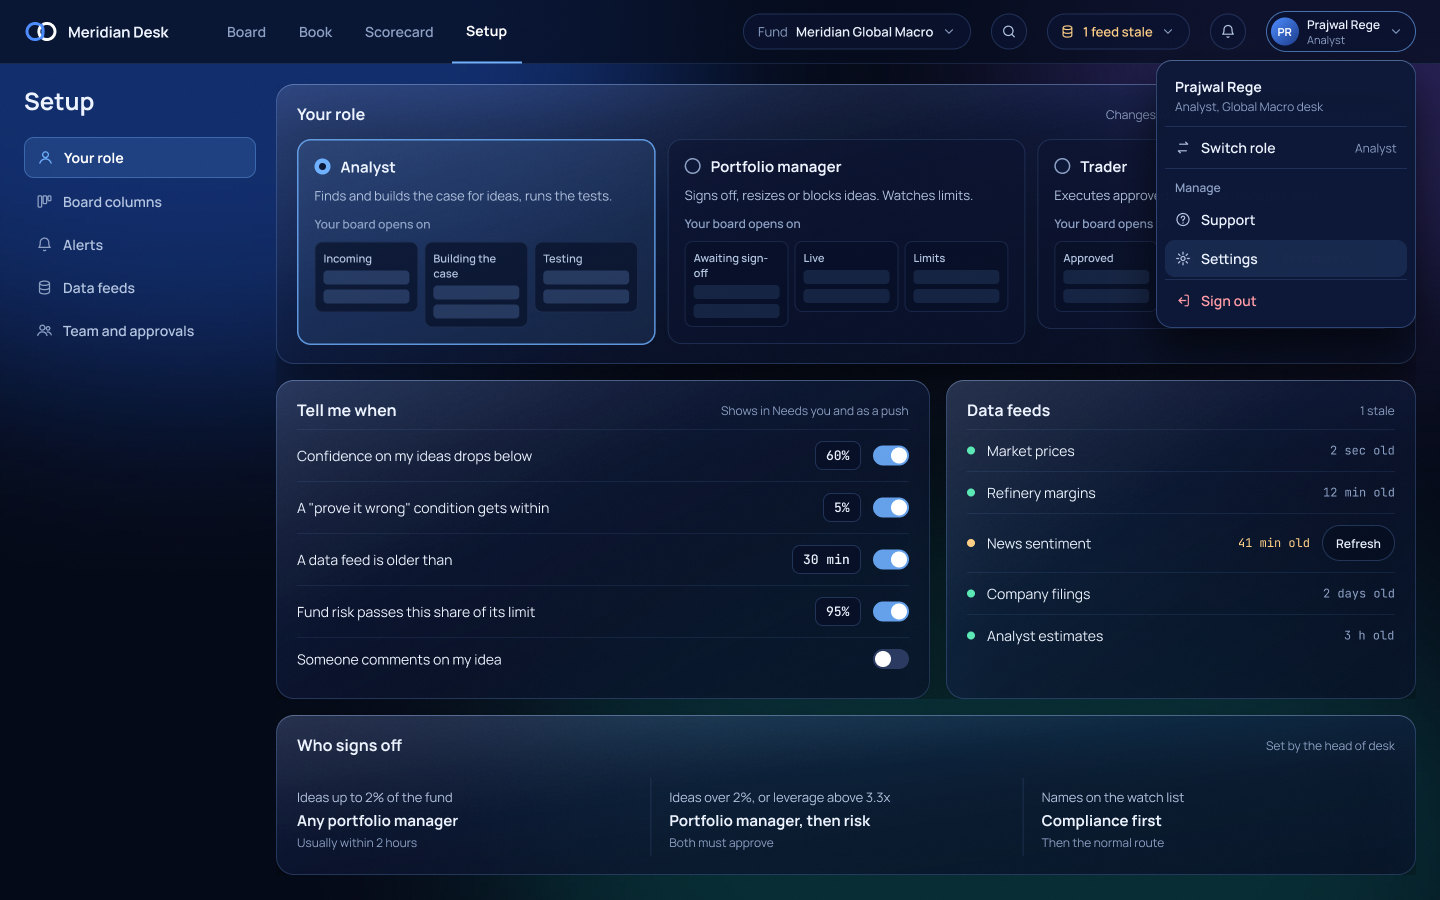 Meridian Desk
Board
Book
Scorecard
Setup
Fund Meridian Global Macro
1 feed stale
PR
Prajwal Rege
Analyst
Setup
Your role
Board columns
Alerts
Data feeds
Team and approvals
Your role
Changes
Analyst
Finds and builds the case for ideas, runs the tests.
Your board opens on
Incoming
Building the
case
Testing
Portfolio manager
Signs off, resizes or blocks ideas. Watches limits.
Your board opens on
Awaiting sign-
off
Live
Limits
Trader
Executes approve
Your board opens
Approved
Prajwal Rege
Analyst, Global Macro desk
Switch role
Analyst
Manage
Support
Settings
Sign out
Tell me when
Shows in Needs you and as a push
Confidence on my ideas drops below
60%
A "prove it wrong" condition gets within
5%
A data feed is older than
30 min
Fund risk passes this share of its limit
95%
Someone comments on my idea
Data feeds
1 stale
Market prices
2 sec old
Refinery margins
12 min old
News sentiment
41 min old
Refresh
Company filings
2 days old
Analyst estimates
3 h old
Who signs off
Set by the head of desk
Ideas up to 2% of the fund
Any portfolio manager
Usually within 2 hours
Ideas over 2%, or leverage above 3.3x
Portfolio manager, then risk
Both must approve
Names on the watch list
Compliance first
Then the normal route